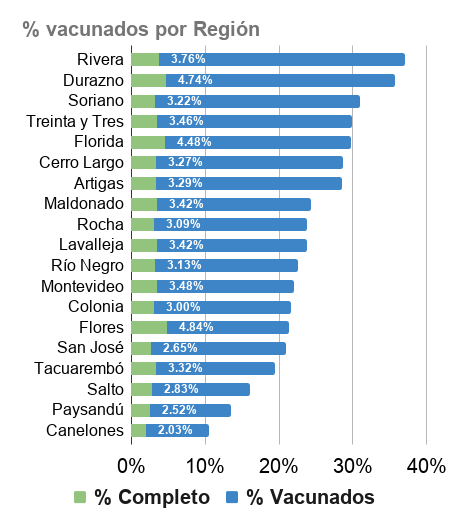 % vacunados por Región
Rivera 3.76%
Durazno 4.74%
Soriano 3.22%
Treinta y Tres 3.46%
Florida 4.48%
Cerro Largo 3.27%
Artigas 3.29%
Maldonado 3.42%
Rocha 3.09%
Lavalleja 3.42%
Río Negro 3.13%
Montevideo 3.48%
Colonia 3.00%
Flores 4.84%
San José 2.65%
Tacuarembó 3.32%
Salto 2.83%
Paysandú 2.52%
Canelones 2.03%
0% 10% 20% 30% 40%
% Completo % Vacunados